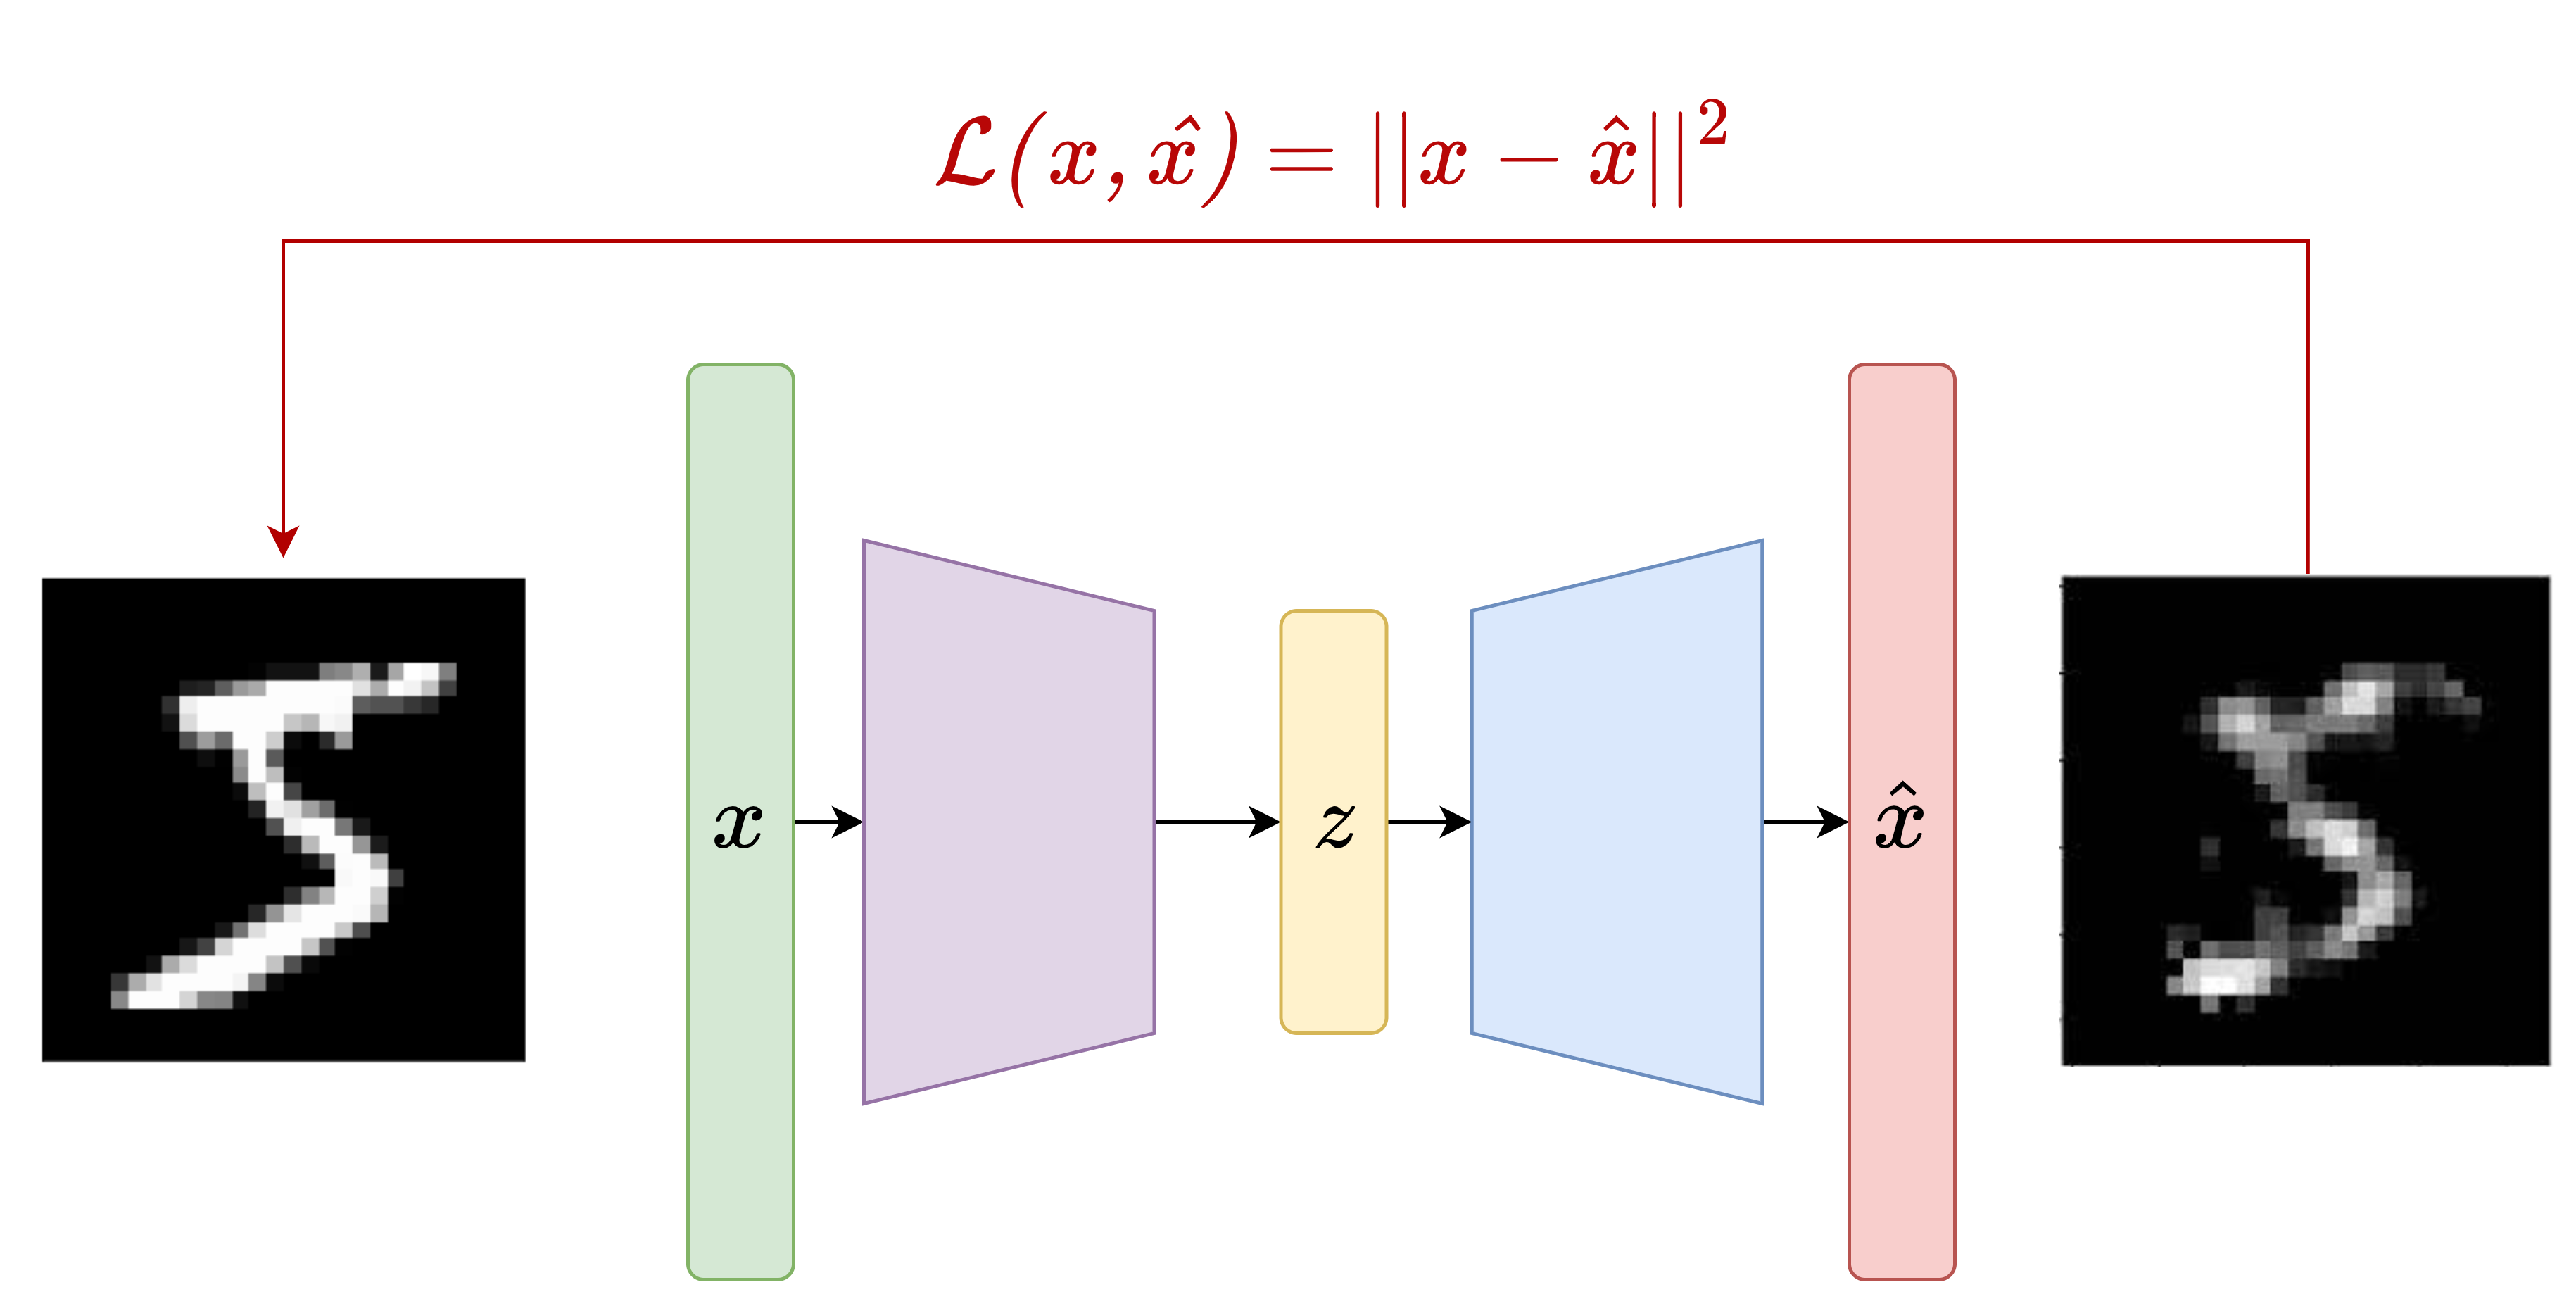 ℒ(x, x̂) = ||x − x̂||²
x
z
x̂